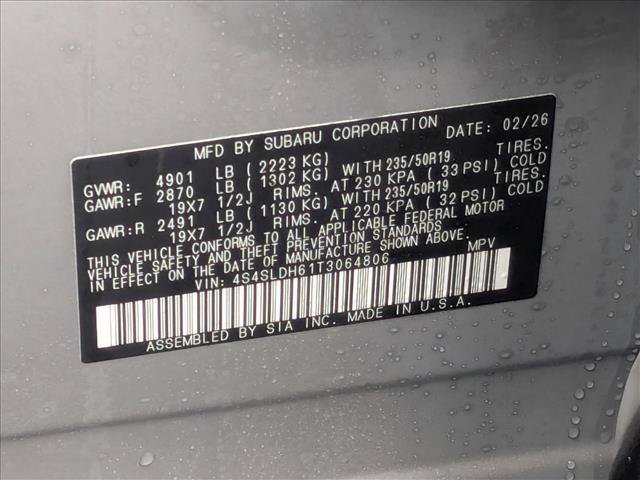 MFD BY SUBARU CORPORATION DATE: 02/26
GVWR: 4901 LB (2223 KG)
GAWR:F 2870 LB (1302 KG) WITH 235/50R19 TIRES.
19X7 1/2J RIMS. AT 230 KPA (33 PSI) COLD
GAWR:R 2491 LB (1130 KG) WITH 235/50R19 TIRES.
19X7 1/2J RIMS. AT 220 KPA (32 PSI) COLD
THIS VEHICLE CONFORMS TO ALL APPLICABLE FEDERAL MOTOR
VEHICLE SAFETY AND THEFT PREVENTION STANDARDS
IN EFFECT ON THE DATE OF MANUFACTURE SHOWN ABOVE.
VIN: 4S4SLDH61T3064806 MPV
ASSEMBLED BY SIA INC. MADE IN U.S.A.